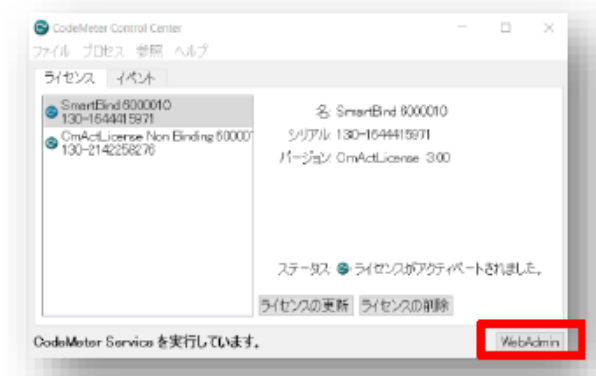 CodeMeter Control Center
ファイル プロセス 参照 ヘルプ
ライセンス イベント
SmartBind 6000010
130-1644415971
CmActLicense Non Binding 60000
130-2142258276
名: SmartBind 6000010
シリアル: 130-1644415971
バージョン: CmActLicense 3.00
ステータス: ライセンスがアクティベートされました。
ライセンスの更新 ライセンスの削除
CodeMeter Service を実行しています。
WebAdmin